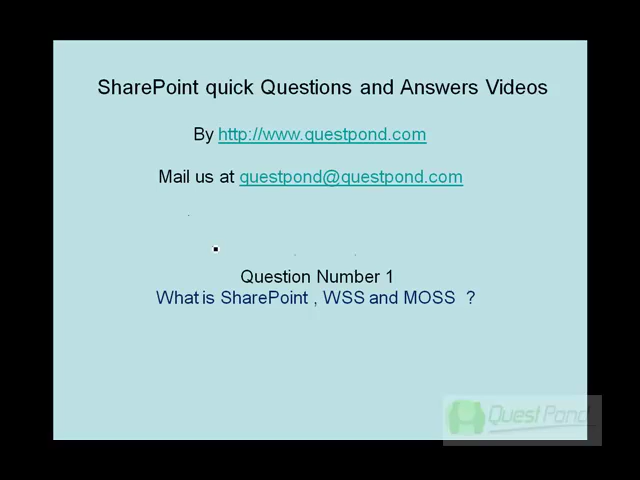 SharePoint quick Questions and Answers Videos
By http://www.questpond.com
Mail us at questpond@questpond.com
Question Number 1
What is SharePoint , WSS and MOSS ?
QuestPond